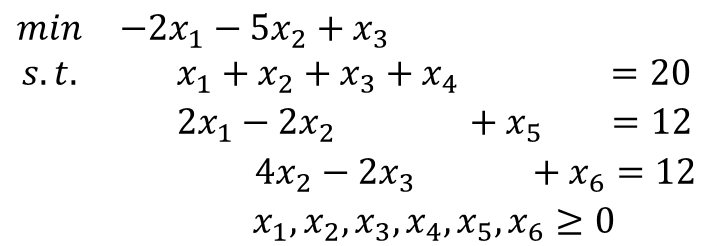 min −2x₁ − 5x₂ + x₃
s.t. x₁ + x₂ + x₃ + x₄ = 20
2x₁ − 2x₂ + x₅ = 12
4x₂ − 2x₃ + x₆ = 12
x₁, x₂, x₃, x₄, x₅, x₆ ≥ 0